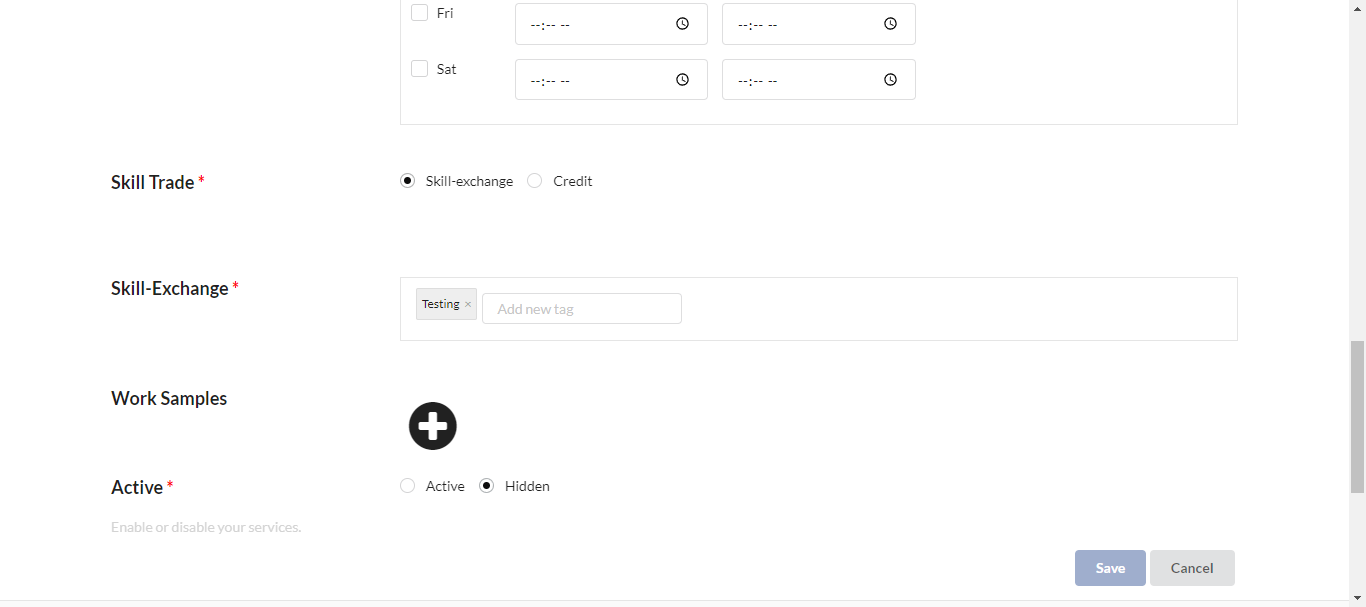 Fri --:-- -- --:-- --
Sat --:-- -- --:-- --
Skill Trade * Skill-exchange Credit
Skill-Exchange * Testing × Add new tag
Work Samples
Active * Active Hidden
Enable or disable your services.
Save Cancel